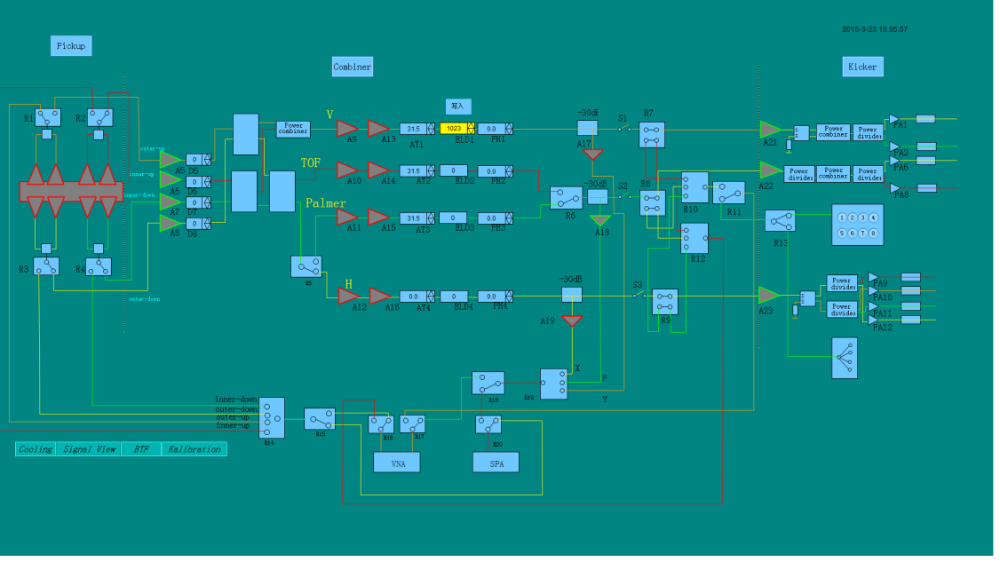 2015-3-23 15:55:57
Pickup
Combiner
Kicker
R1
R2
outer-up
inner-up
inner-down
outer-down
R3
R4
A5 D5
0
A6 D6
0
A7 D7
0
A8 D8
0
V
Power
combiner
A9
A13
31.5
AT1
写入
1023
ELD1
0.0
PH1
TOF
A10
A14
31.5
AT2
0
ELD2
0.0
PH2
Palmer
A11
A15
31.5
AT3
0
ELD3
0.0
PH3
R5
H
A12
A16
0.0
AT4
0
ELD4
0.0
PH4
-30dB
A17
S1
R7
R6
-30dB
A18
S2
R8
-30dB
A19
S3
R9
R10
R11
R12
R13
A21
D
S
Power
combiner
Power
divider
PA1
PA2
A22
Power
divider
Power
combiner
Power
divider
PA6
PA8
1 2 3 4
5 6 7 8
A23
D
S
Power
divider
Power
divider
PA9
PA10
PA11
PA12
X
P
Y
R19
R18
inner-down
outer-down
outer-up
inner-up
R14
R15
R16
R17
R20
VNA
SPA
Cooling
Signal View
BTF
Kalibration